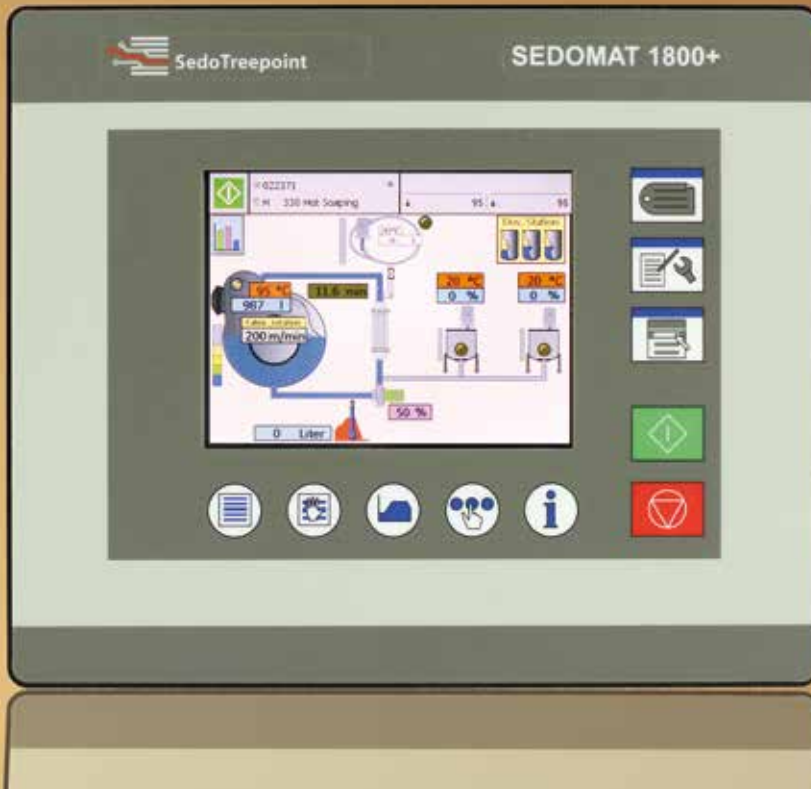 SedoTreepoint
SEDOMAT 1800+
022371
330 Hot Soaping
95 95
95 °C
11.6 min
987 l
200 m/min
20 °C
0 %
20 °C
0 %
50 %
0 Liter
i